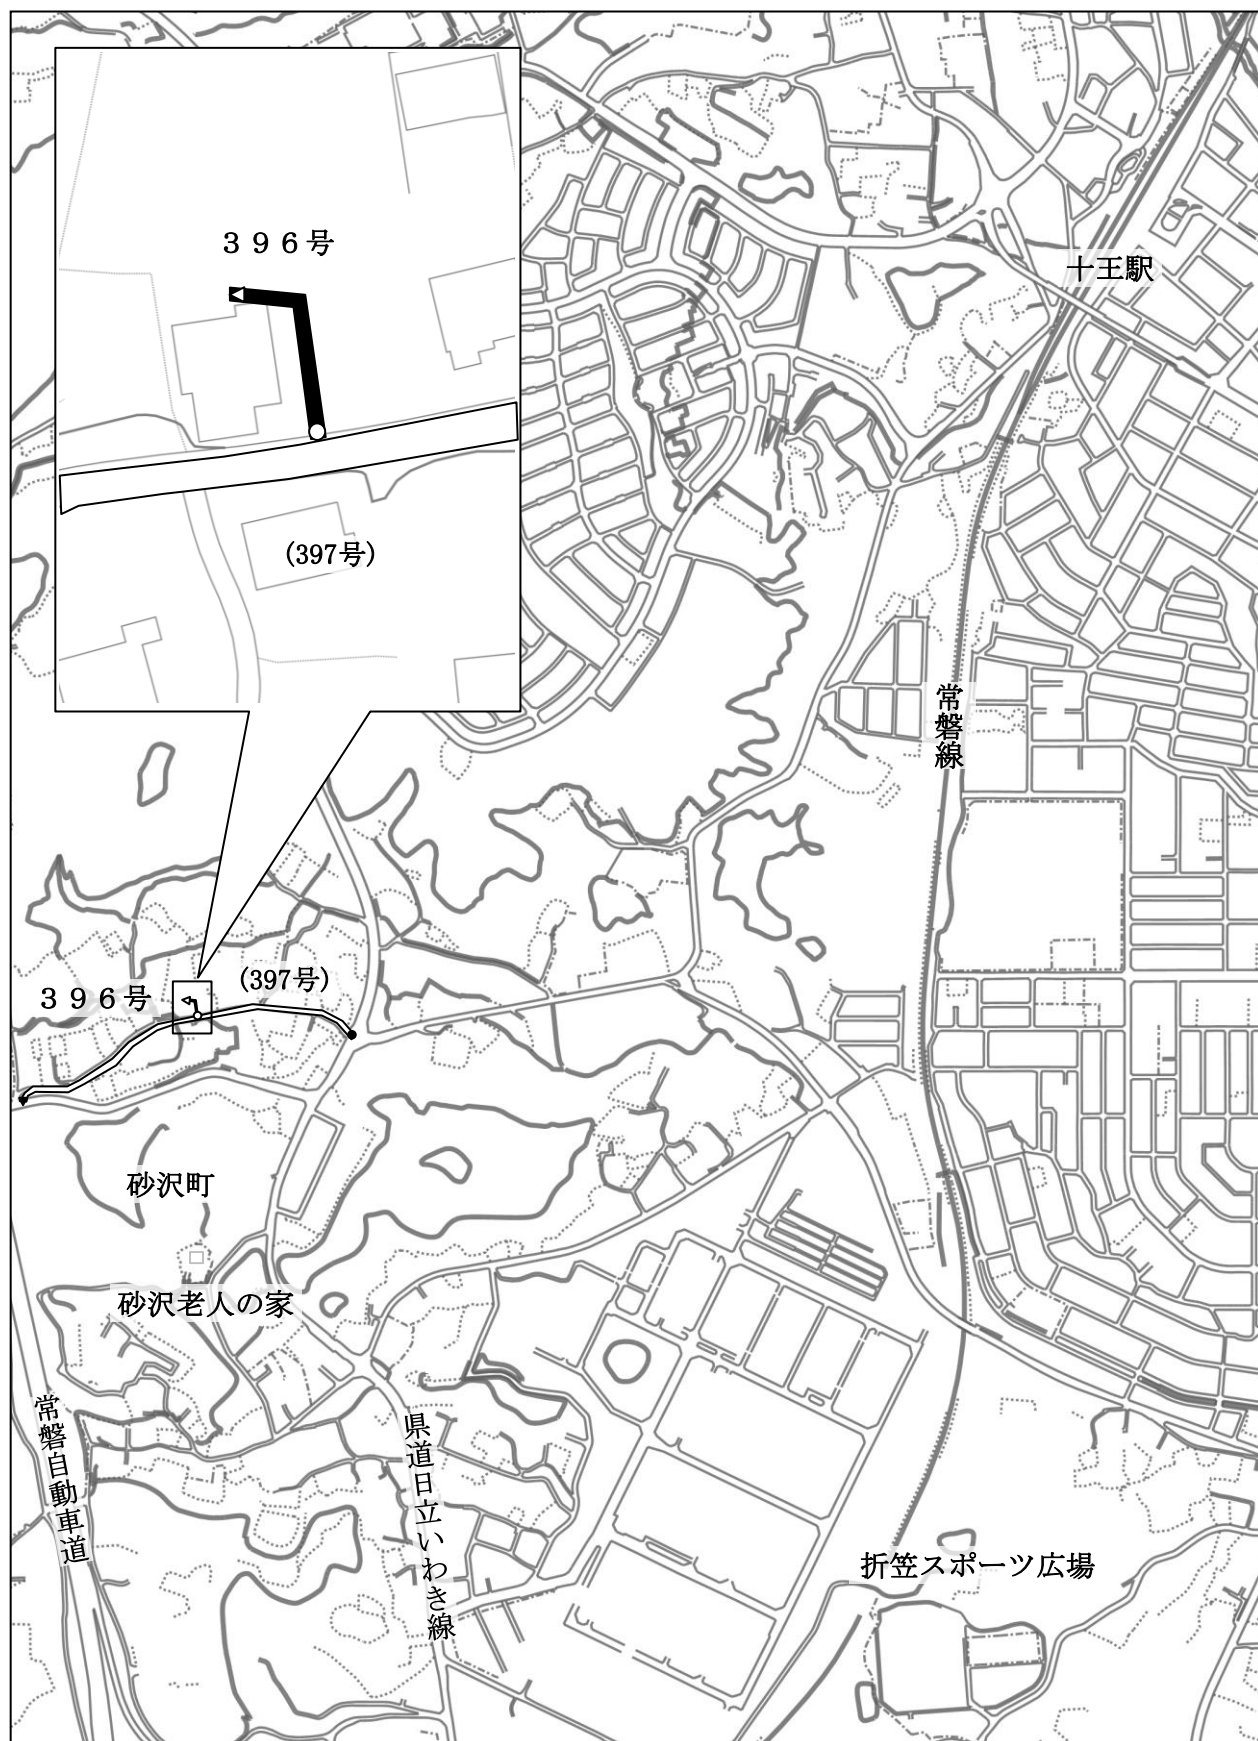 ３９６号
十王駅
(397号)
常磐線
３９６号
(397号)
砂沢町
砂沢老人の家
常磐自動車道
県道日立いわき線
折笠スポーツ広場